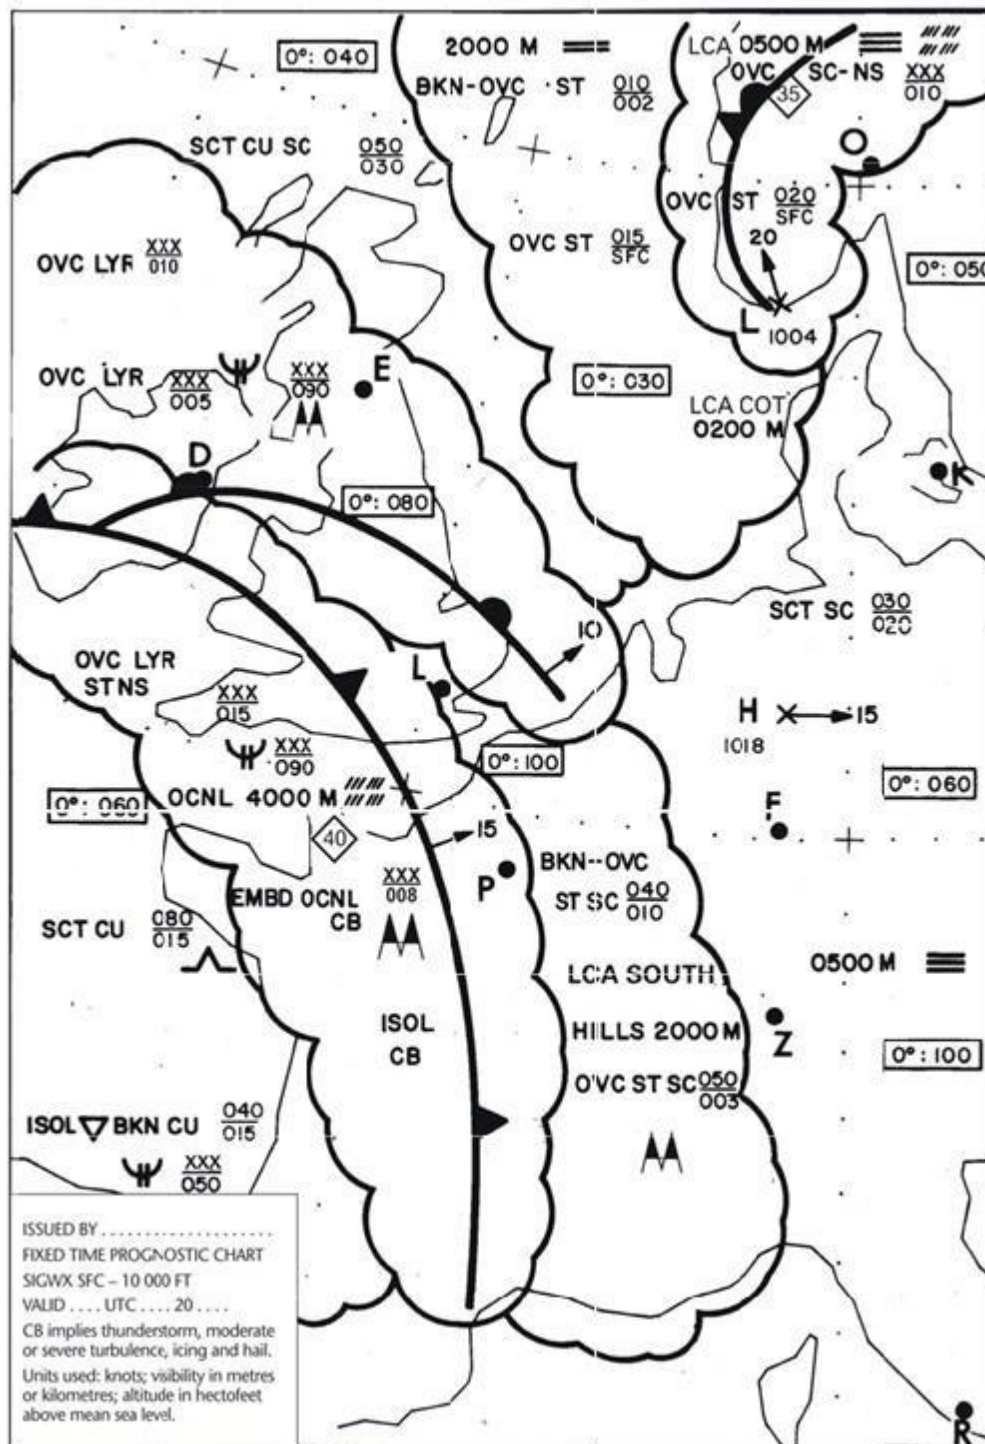 0°: 040
2000 M
BKN-OVC ST 010
002
LCA 0500 M
OVC SC-NS XXX
010
35
O
SCT CU SC 050
030
OVC ST 020
SFC
OVC LYR XXX
010
OVC ST 015
SFC
20
0°: 050
L 1004
OVC LYR XXX
005
XXX
090
E
0°: 030
LCA COT
0200 M
D
K
0°: 080
SCT SC 030
020
10
OVC LYR
ST NS
XXX
015
L
H
1018
15
XXX
090
0°: 100
0°: 060
OCNL 4000 M
0°: 060
F
40
15
BKN--OVC
ST SC 040
010
P
EMBD OCNL
CB
XXX
008
SCT CU 080
015
LCA SOUTH
HILLS 2000 M
0500 M
Z
ISOL
CB
0°: 100
OVC ST SC 050
003
ISOL BKN CU 040
015
XXX
050
ISSUED BY ....................
FIXED TIME PROGNOSTIC CHART
SIGWX SFC – 10 000 FT
VALID .... UTC .... 20 ....
CB implies thunderstorm, moderate
or severe turbulence, icing and hail.
Units used: knots; visibility in metres
or kilometres; altitude in hectofeet
above mean sea level.
R